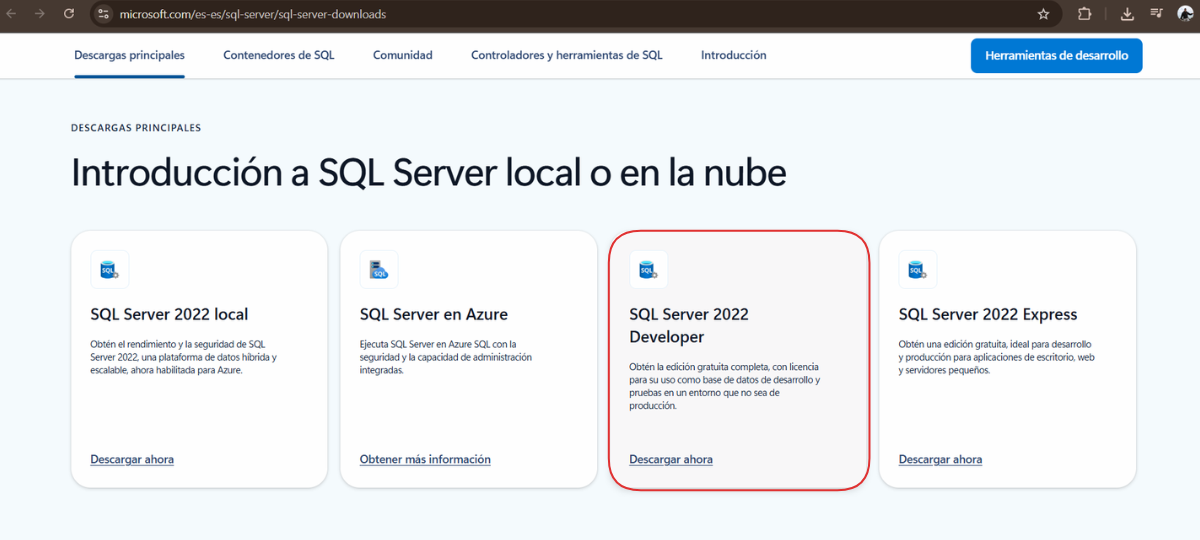 microsoft.com/es-es/sql-server/sql-server-downloads
Descargas principales
Contenedores de SQL
Comunidad
Controladores y herramientas de SQL
Introducción
Herramientas de desarrollo
DESCARGAS PRINCIPALES
Introducción a SQL Server local o en la nube
SQL
SQL Server 2022 local
Obtén el rendimiento y la seguridad de SQL
Server 2022, una plataforma de datos híbrida y
escalable, ahora habilitada para Azure.
Descargar ahora
SQL
SQL Server en Azure
Ejecuta SQL Server en Azure SQL con la
seguridad y la capacidad de administración
integradas.
Obtener más información
SQL
SQL Server 2022
Developer
Obtén la edición gratuita completa, con licencia
para su uso como base de datos de desarrollo y
pruebas en un entorno que no sea de
producción.
Descargar ahora
SQL
SQL Server 2022 Express
Obtén una edición gratuita, ideal para desarrollo
y producción para aplicaciones de escritorio, web
y servidores pequeños.
Descargar ahora